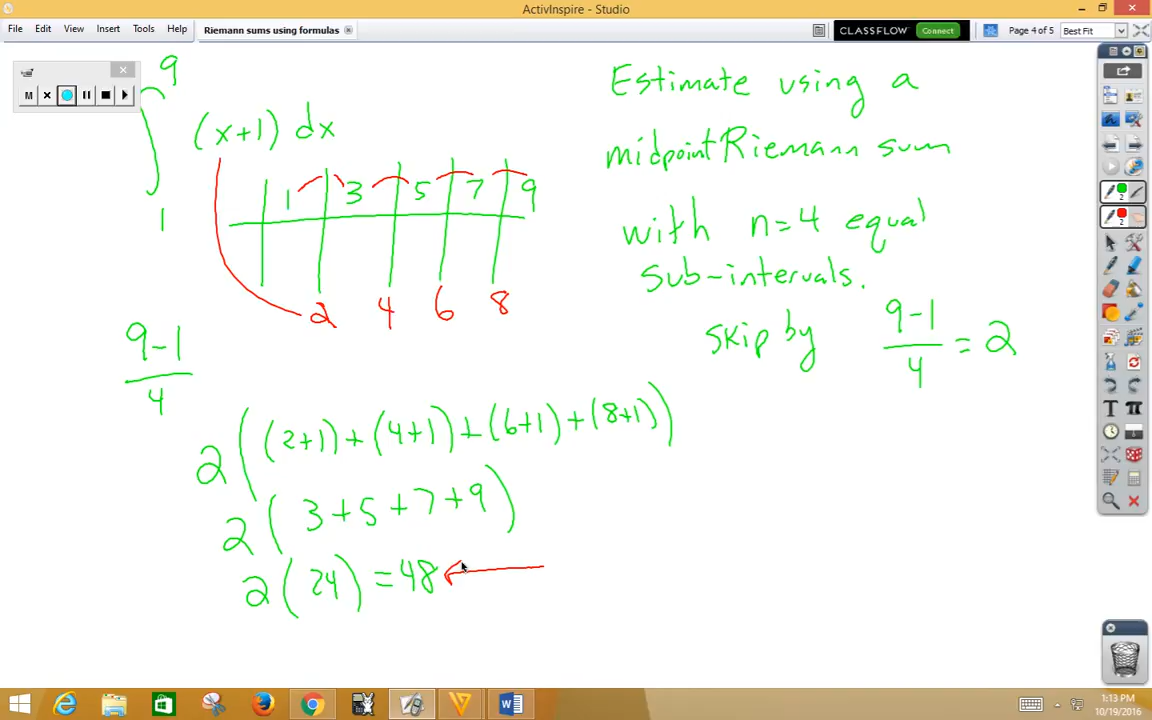 ActivInspire - Studio
File Edit View Insert Tools Help Riemann sums using formulas CLASSFLOW Connect Page 4 of 5 Best Fit
M
9
∫ (x+1) dx
1
1 3 5 7 9
2 4 6 8
9-1
4
Estimate using a
midpoint Riemann sum
with n=4 equal
sub-intervals.
skip by 9-1/4 = 2
2((2+1)+(4+1)+(6+1)+(8+1))
2(3+5+7+9)
2(24)=48
2
2
1:13 PM
10/19/2016